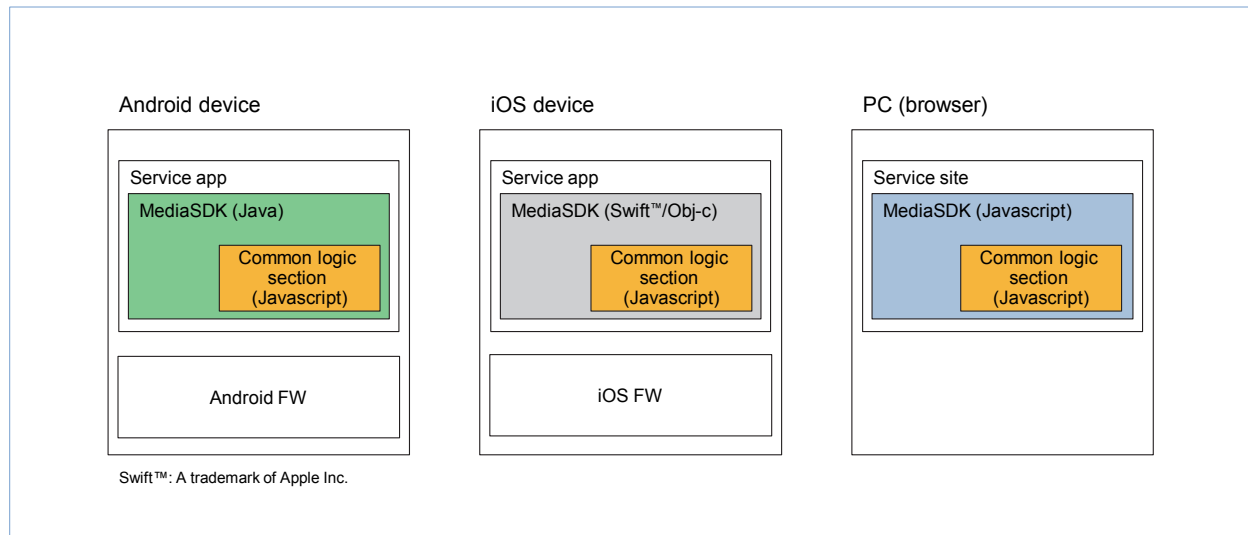 Android device
Service app
MediaSDK (Java)
Common logic
section
(Javascript)
Android FW
iOS device
Service app
MediaSDK (Swift™/Obj-c)
Common logic
section
(Javascript)
iOS FW
PC (browser)
Service site
MediaSDK (Javascript)
Common logic
section
(Javascript)
Swift™: A trademark of Apple Inc.